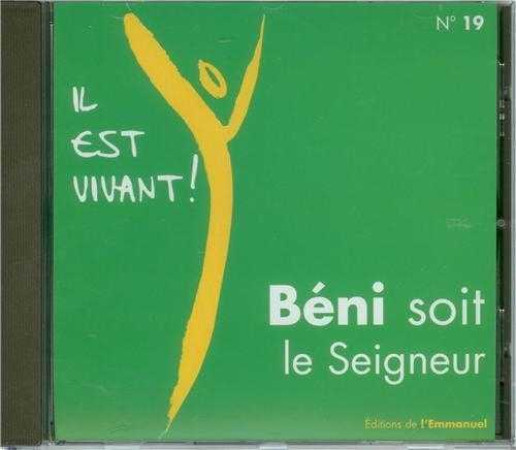 N° 19
IL
EST
VIVANT!
Béni soit
le Seigneur
Éditions de l'Emmanuel